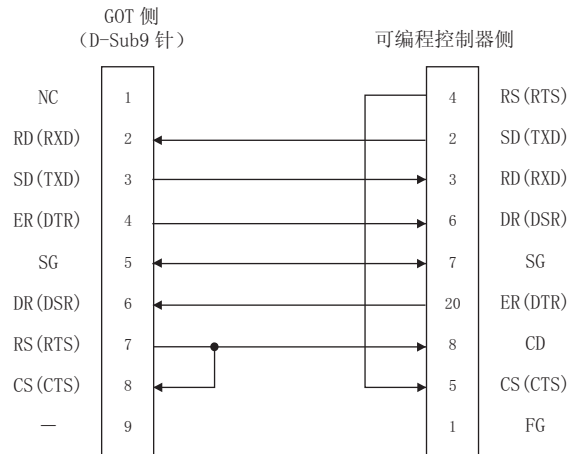 GOT 侧
（D-Sub9 针）
可编程控制器侧
NC 1 4 RS(RTS)
RD(RXD) 2 2 SD(TXD)
SD(TXD) 3 3 RD(RXD)
ER(DTR) 4 6 DR(DSR)
SG 5 7 SG
DR(DSR) 6 20 ER(DTR)
RS(RTS) 7 8 CD
CS(CTS) 8 5 CS(CTS)
— 9 1 FG